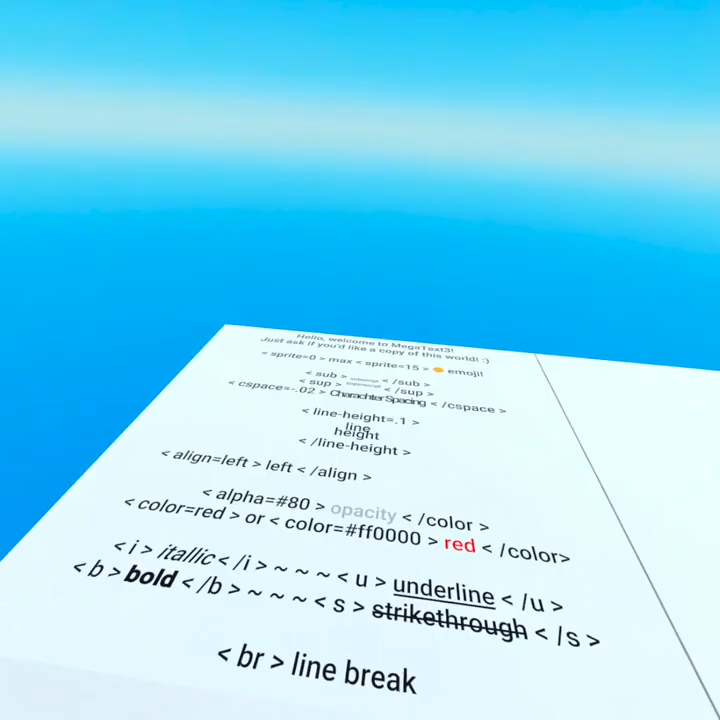 Hello, welcome to MegaText3!
Just ask if you'd like a copy of this world! :)
< sprite=0 > max < sprite=15 > 🟠 emoji!
< sub > subscript < /sub >
< sup > superscript < /sup >
< cspace=-.02 > Charachter Spacing < /cspace >
< line-height=.1 >
line
height
< /line-height >
< align=left > left < /align >
< alpha=#80 > opacity < /color >
< color=red > or < color=#ff0000 > red < /color>
< i > itallic < /i > ~ ~ ~ < u > underline < /u >
< b > bold < /b > ~ ~ ~ < s > strikethrough < /s >
< br > line break